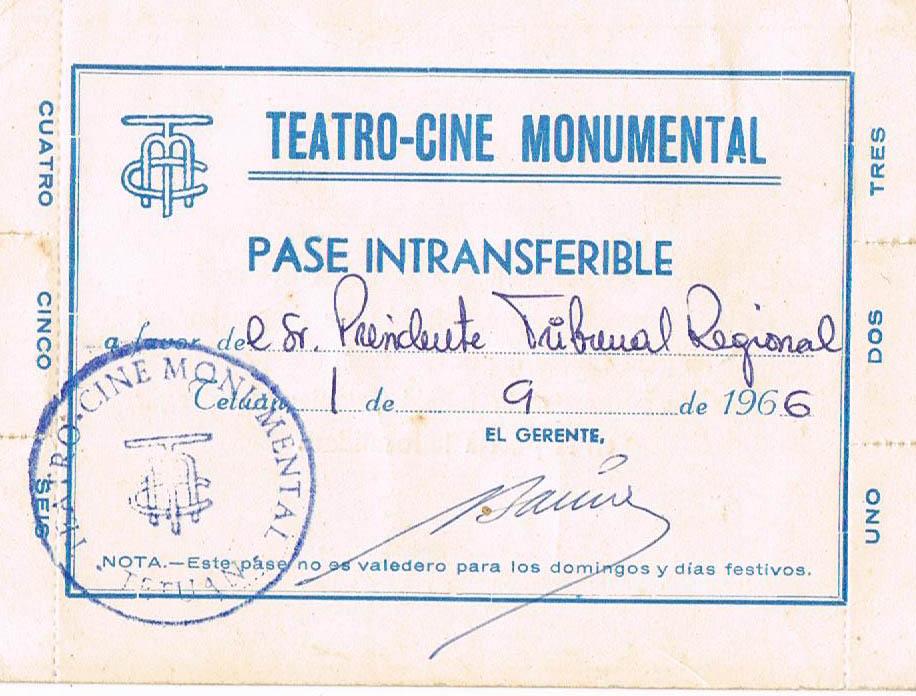 TEATRO-CINE MONUMENTAL
PASE INTRANSFERIBLE
a favor del Sr. Presidente Tribunal Regional
Tetuán 1 de 9 de 1966
EL GERENTE,
NOTA.—Este pase no es valedero para los domingos y días festivos.
CUATRO
CINCO
SEIS
TRES
DOS
UNO
TEATRO-CINE MONUMENTAL
TETUAN